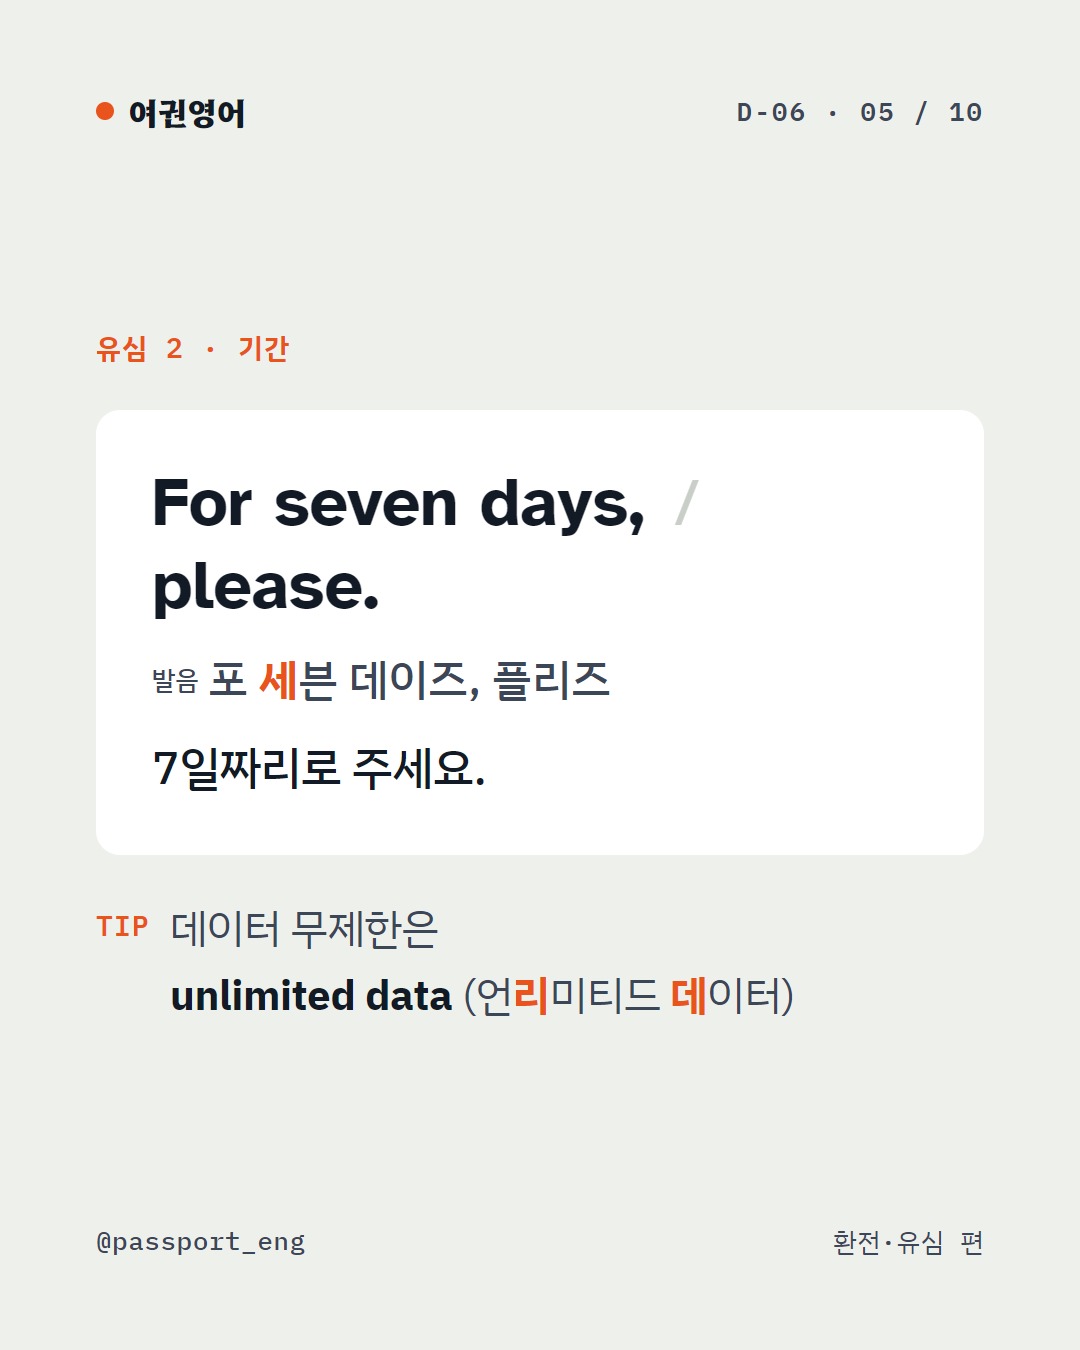 여권영어
D-06 · 05 / 10
유심 2 · 기간
For seven days, /
please.
발음 포 세븐 데이즈, 플리즈
7일짜리로 주세요.
TIP 데이터 무제한은
unlimited data (언리미티드 데이터)
@passport_eng
환전·유심 편